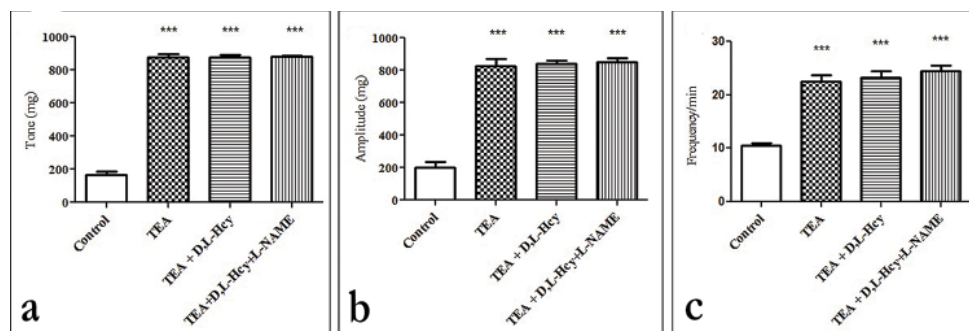 ***
***
***
1000
800
600
400
200
0
Tone (mg)
Control
TEA
TEA + D,L-Hcy
TEA+D,L-Hcy+L-NAME
a
***
***
***
1000
800
600
400
200
0
Amplitude (mg)
Control
TEA
TEA + D,L-Hcy
TEA + D,L-Hcy+L-NAME
b
***
***
***
30
20
10
0
Frequency/min
Control
TEA
TEA + D,L-Hcy
TEA + D,L-Hcy+L-NAME
c